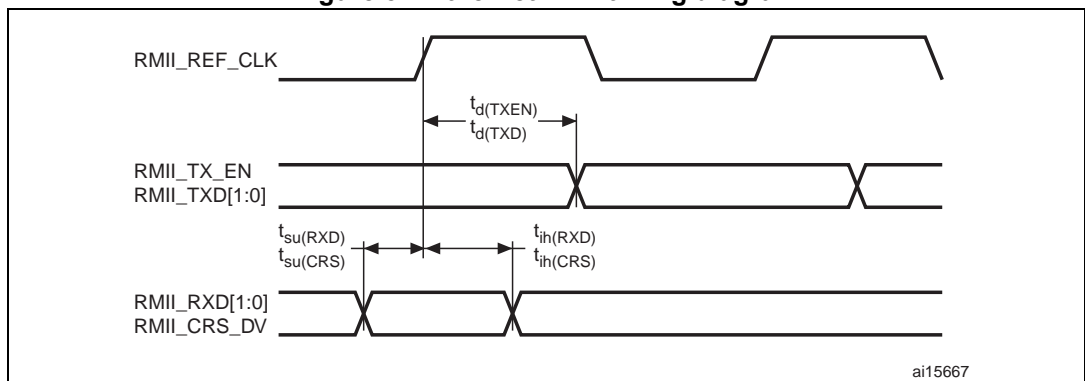 RMII_REF_CLK
td(TXEN)
td(TXD)
RMII_TX_EN
RMII_TXD[1:0]
tsu(RXD)
tsu(CRS)
tih(RXD)
tih(CRS)
RMII_RXD[1:0]
RMII_CRS_DV
ai15667